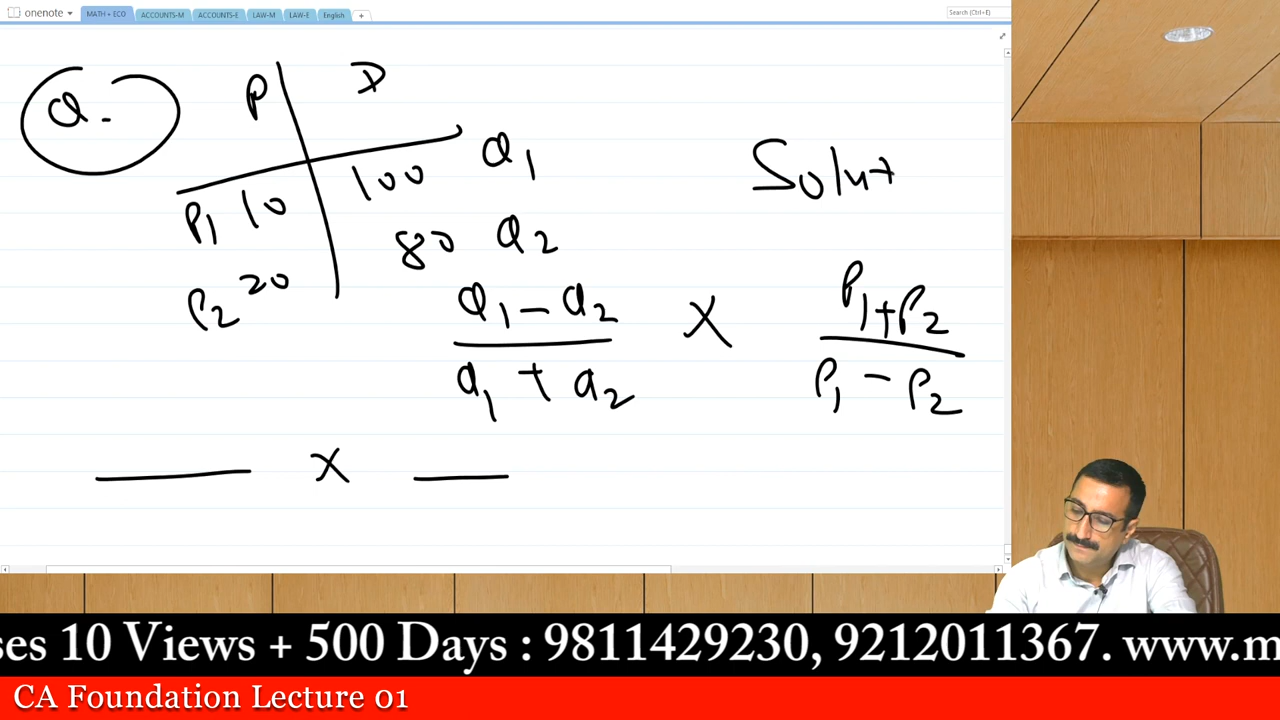 onenote MATH + ECO ACCOUNTS-M ACCOUNTS-E LAW-M LAW-E English + Search (Ctrl+E)
Q. P D
P1 10 100 Q1
P2 20 80 Q2
Solut
Q1 - Q2 × P1 + P2
Q1 + Q2 P1 - P2
×
ses 10 Views + 500 Days : 9811429230, 9212011367. www.m
CA Foundation Lecture 01